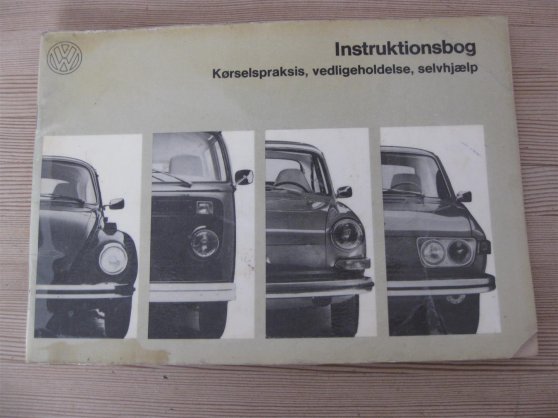 Instruktionsbog
Kørselspraksis, vedligeholdelse, selvhjælp